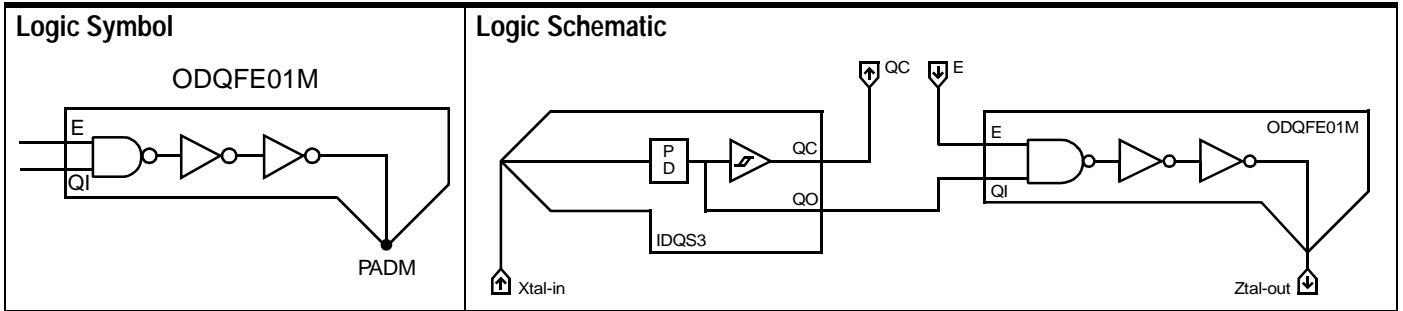 Logic Symbol
ODQFE01M
E
QI
PADM
Logic Schematic
QC
E
P
D
QC
QO
IDQS3
Xtal-in
E
QI
ODQFE01M
Ztal-out